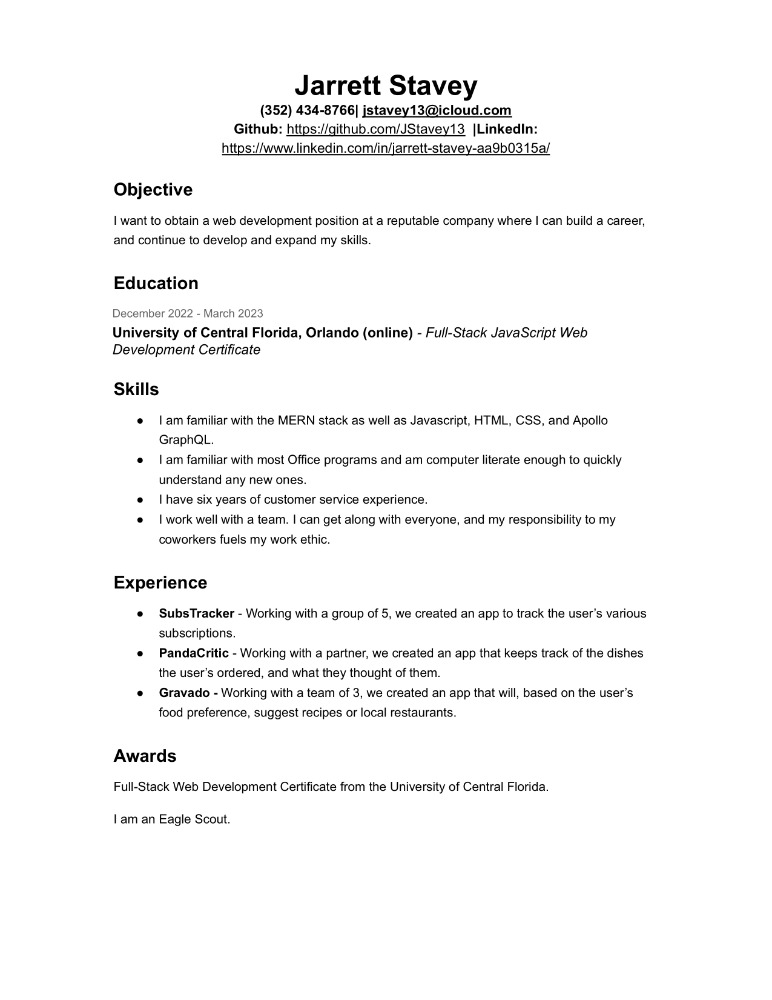 Jarrett Stavey
(352) 434-8766| jstavey13@icloud.com
Github: https://github.com/JStavey13 |LinkedIn:
https://www.linkedin.com/in/jarrett-stavey-aa9b0315a/
Objective
I want to obtain a web development position at a reputable company where I can build a career,
and continue to develop and expand my skills.
Education
December 2022 - March 2023
University of Central Florida, Orlando (online) - Full-Stack JavaScript Web
Development Certificate
Skills
● I am familiar with the MERN stack as well as Javascript, HTML, CSS, and Apollo
GraphQL.
● I am familiar with most Office programs and am computer literate enough to quickly
understand any new ones.
● I have six years of customer service experience.
● I work well with a team. I can get along with everyone, and my responsibility to my
coworkers fuels my work ethic.
Experience
● SubsTracker - Working with a group of 5, we created an app to track the user’s various
subscriptions.
● PandaCritic - Working with a partner, we created an app that keeps track of the dishes
the user’s ordered, and what they thought of them.
● Gravado - Working with a team of 3, we created an app that will, based on the user’s
food preference, suggest recipes or local restaurants.
Awards
Full-Stack Web Development Certificate from the University of Central Florida.
I am an Eagle Scout.